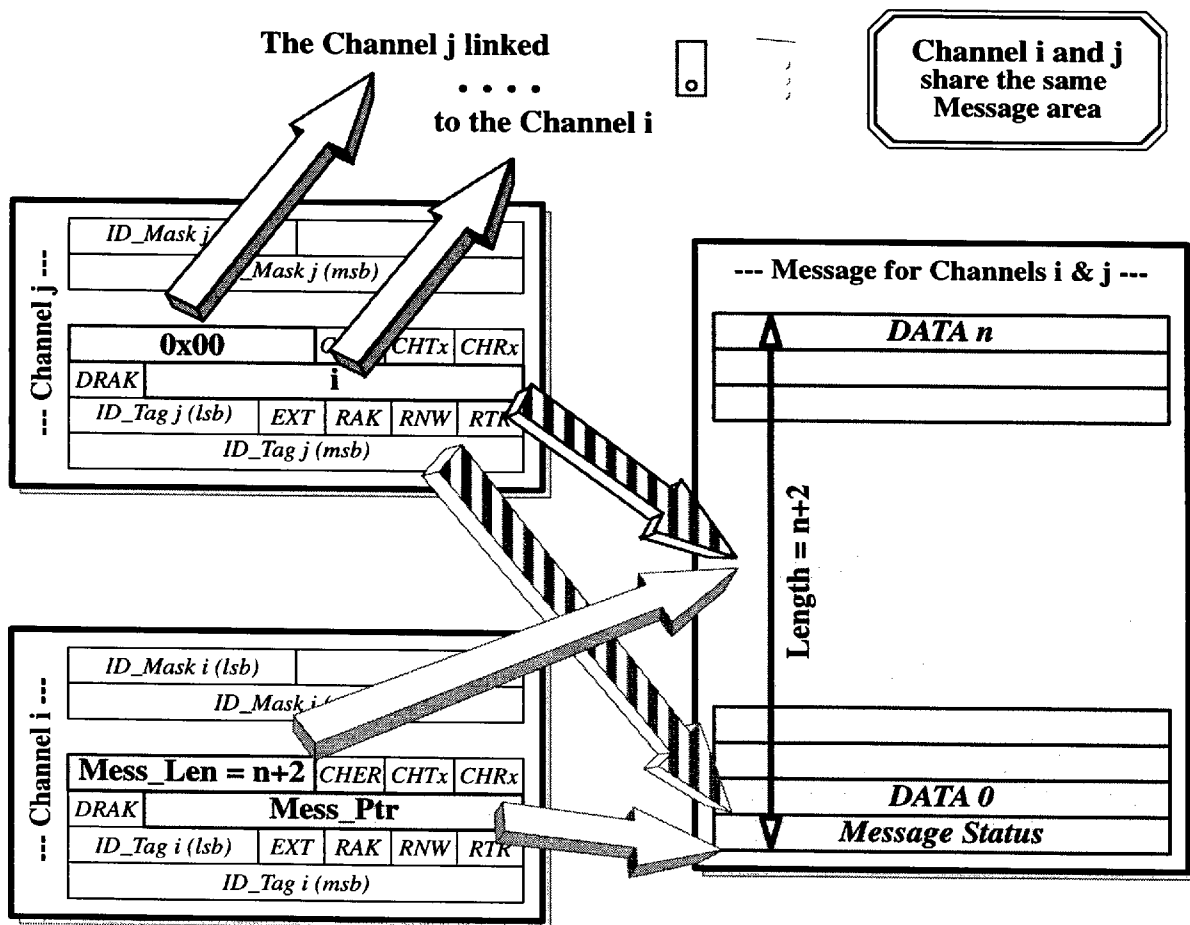 The Channel j linked
. . . .
to the Channel i
Channel i and j
share the same
Message area
--- Channel j ---
ID_Mask j
_Mask j (msb)
0x00 CHTx CHRx
DRAK i
ID_Tag j (lsb) EXT RAK RNW RTR
ID_Tag j (msb)
--- Message for Channels i & j ---
DATA n
Length = n+2
DATA 0
Message Status
--- Channel i ---
ID_Mask i (lsb)
ID_Mask i
Mess_Len = n+2 CHER CHTx CHRx
DRAK Mess_Ptr
ID_Tag i (lsb) EXT RAK RNW RTR
ID_Tag i (msb)